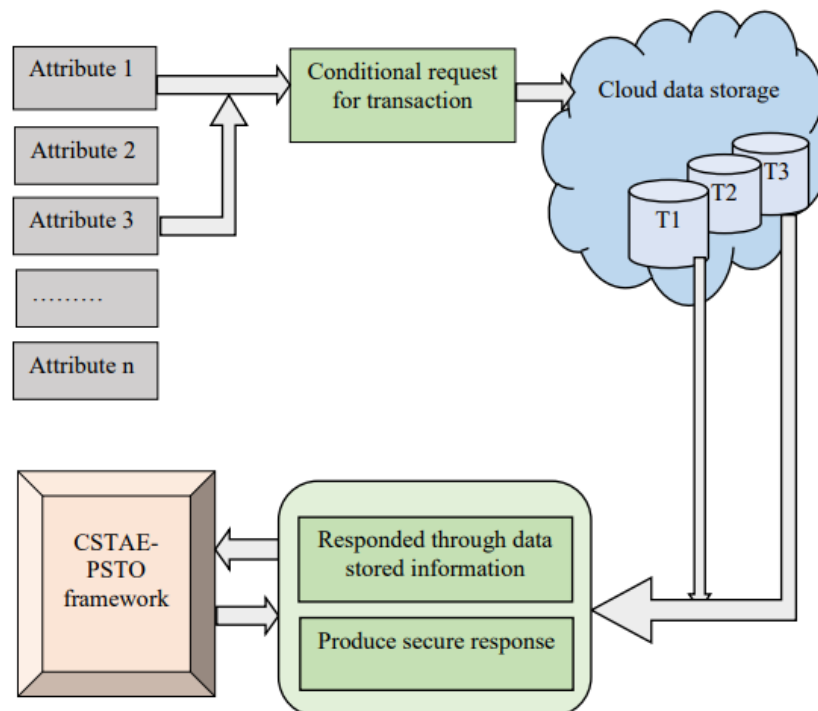 Attribute 1
Attribute 2
Attribute 3
………
Attribute n
Conditional request
for transaction
Cloud data storage
T1
T2
T3
CSTAE-
PSTO
framework
Responded through data
stored information
Produce secure response